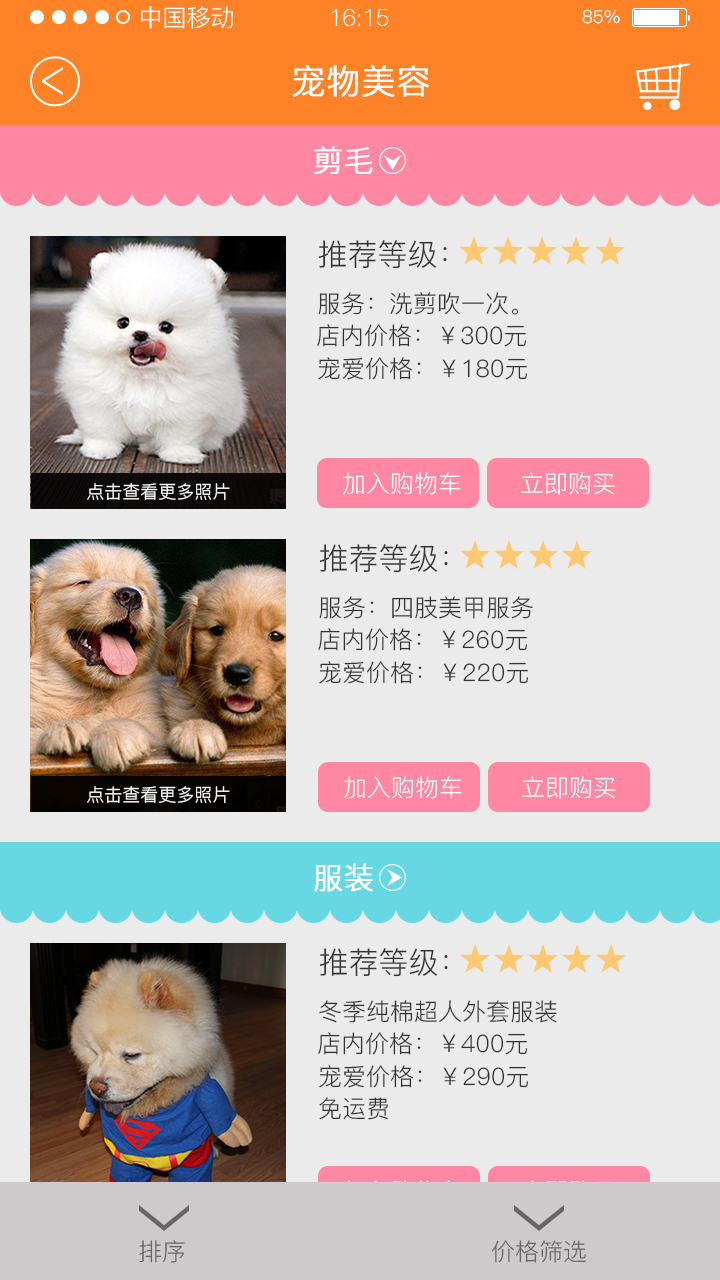 中国移动 16:15 85%
宠物美容
剪毛
推荐等级:
服务：洗剪吹一次。
店内价格：￥300元
宠爱价格：￥180元
点击查看更多照片
加入购物车 立即购买
推荐等级:
服务：四肢美甲服务
店内价格：￥260元
宠爱价格：￥220元
点击查看更多照片
加入购物车 立即购买
服装
推荐等级:
冬季纯棉超人外套服装
店内价格：￥400元
宠爱价格：￥290元
免运费
排序 价格筛选